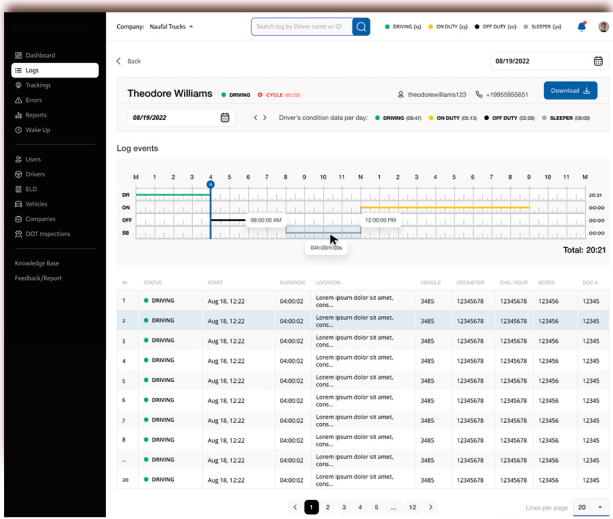 Company: Naufal Trucks
Search log by Driver name or ID
DRIVING (15) ON DUTY (25) OFF DUTY (20) SLEEPER (30)
Dashboard
Logs
Trackings
Errors
Reports
Wake Up
Users
Drivers
ELD
Vehicles
Companies
DOT Inspections
Knowledge Base
Feedback/Report
Back
08/19/2022
Theodore Williams DRIVING CYCLE
theodorewilliams123 +19955955651 Download
08/19/2022 < > Driver's condition data per day: DRIVING (08:47) ON DUTY (05:13) OFF DUTY (02:00) SLEEPER (08:00)
Log events
M 1 2 3 4 5 6 7 8 9 10 11 N 1 2 3 4 5 6 7 8 9 10 11 M
DR 20:21
ON 00:00
OFF 08:00:00 AM 12:00:00 PM 00:00
SB 00:00
04h:00m:00s
Total: 20:21
№ STATUS START DURATION LOCATION VEHICLE ODOMETER ENG. HOUR NOTES DOC #
1 DRIVING Aug 18, 12:22 04:00:02 Lorem ipsum dolor sit amet, cons... 3485 12345678 12345678 123456 12345
2 DRIVING Aug 18, 12:22 04:00:02 Lorem ipsum dolor sit amet, cons... 3485 12345678 12345678 123456 12345
3 DRIVING Aug 18, 12:22 04:00:02 Lorem ipsum dolor sit amet, cons... 3485 12345678 12345678 123456 12345
4 DRIVING Aug 18, 12:22 04:00:02 Lorem ipsum dolor sit amet, cons... 3485 12345678 12345678 123456 12345
5 DRIVING Aug 18, 12:22 04:00:02 Lorem ipsum dolor sit amet, cons... 3485 12345678 12345678 123456 12345
6 DRIVING Aug 18, 12:22 04:00:02 Lorem ipsum dolor sit amet, cons... 3485 12345678 12345678 123456 12345
7 DRIVING Aug 18, 12:22 04:00:02 Lorem ipsum dolor sit amet, cons... 3485 12345678 12345678 123456 12345
8 DRIVING Aug 18, 12:22 04:00:02 Lorem ipsum dolor sit amet, cons... 3485 12345678 12345678 123456 12345
... DRIVING Aug 18, 12:22 04:00:02 Lorem ipsum dolor sit amet, cons... 3485 12345678 12345678 123456 12345
20 DRIVING Aug 18, 12:22 04:00:02 Lorem ipsum dolor sit amet, cons... 3485 12345678 12345678 123456 12345
< 1 2 3 4 5 ... 12 > Lines per page 20